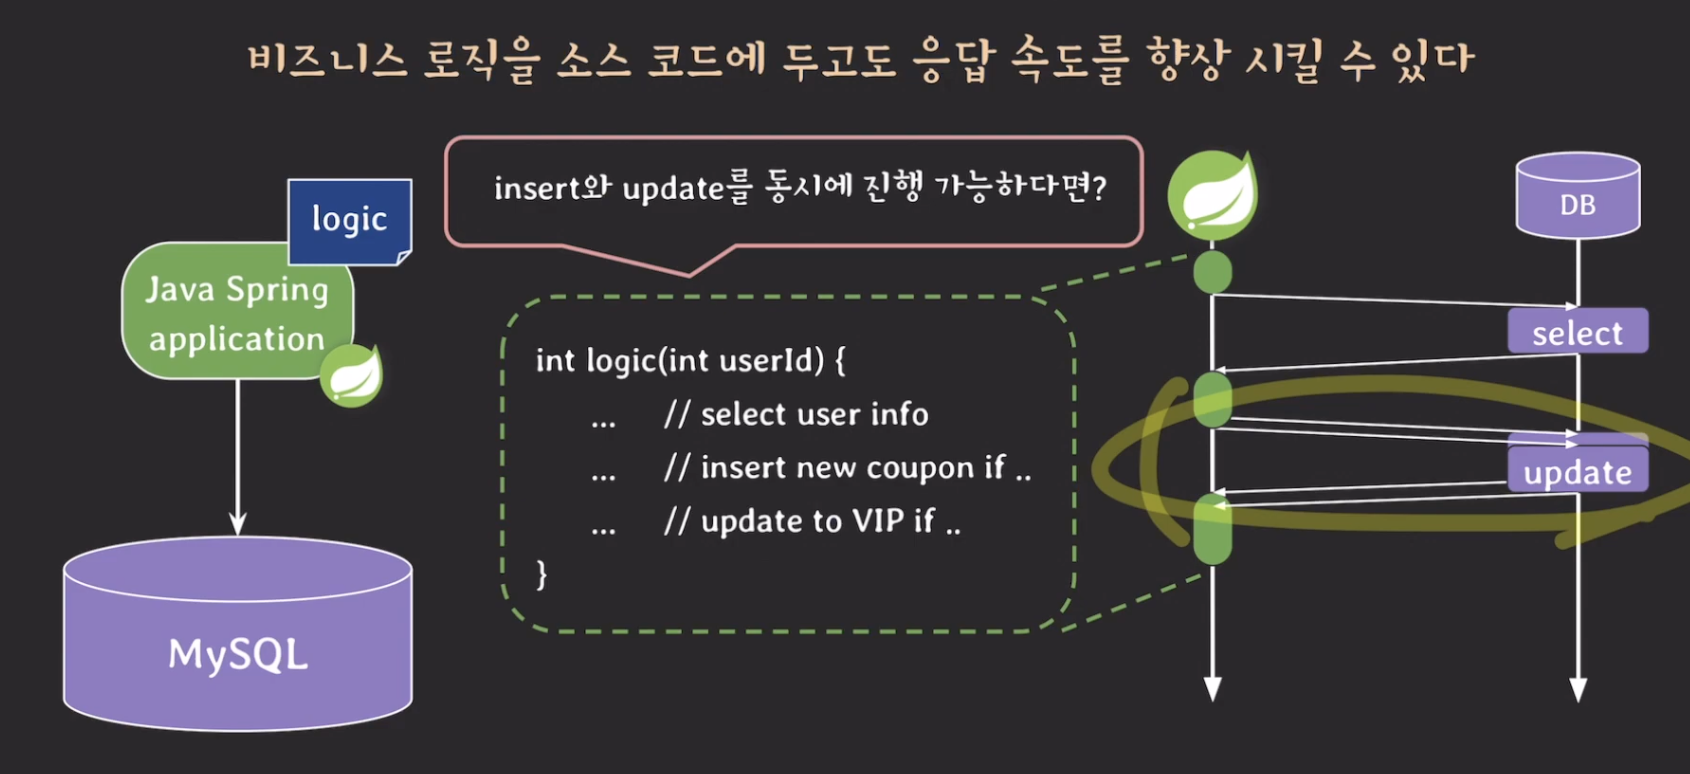 비즈니스 로직을 소스 코드에 두고도 응답 속도를 향상 시킬 수 있다
insert와 update를 동시에 진행 가능하다면?
logic
Java Spring
application
MySQL
int logic(int userId) {
... // select user info
... // insert new coupon if ..
... // update to VIP if ..
}
DB
select
update